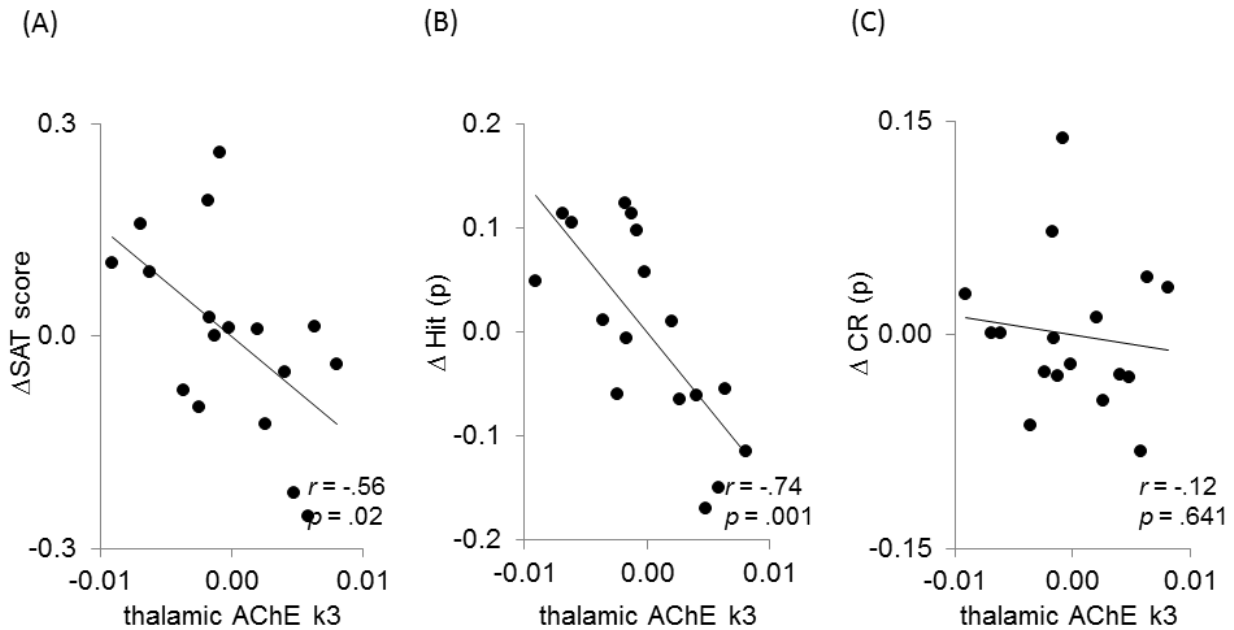 (A)
0.3
0.0
-0.3
ΔSAT score
r = -.56
p = .02
-0.01 0.00 0.01
thalamic AChE k3
(B)
0.2
0.1
0.0
-0.1
-0.2
Δ Hit (p)
r = -.74
p = .001
-0.01 0.00 0.01
thalamic AChE k3
(C)
0.15
0.00
-0.15
Δ CR (p)
r = -.12
p = .641
-0.01 0.00 0.01
thalamic AChE k3